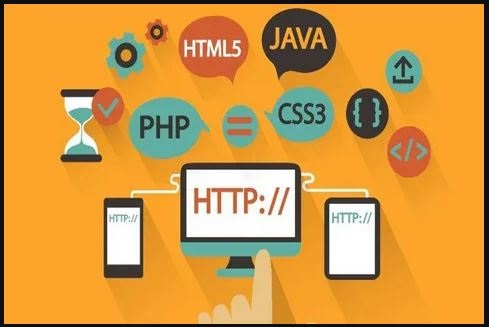 HTML5
JAVA
PHP
=
CSS3
{ }
</>
HTTP://
HTTP://
HTTP://